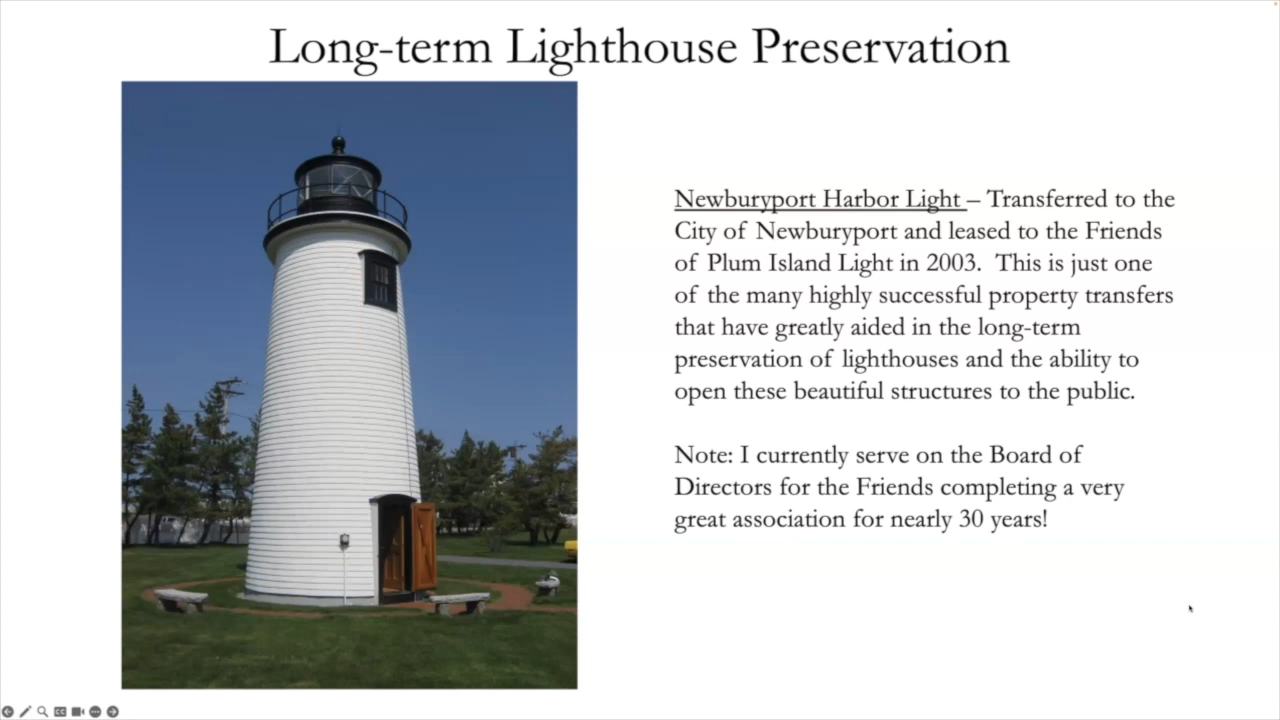 Long-term Lighthouse Preservation
Newburyport Harbor Light – Transferred to the
City of Newburyport and leased to the Friends
of Plum Island Light in 2003. This is just one
of the many highly successful property transfers
that have greatly aided in the long-term
preservation of lighthouses and the ability to
open these beautiful structures to the public.
Note: I currently serve on the Board of
Directors for the Friends completing a very
great association for nearly 30 years!